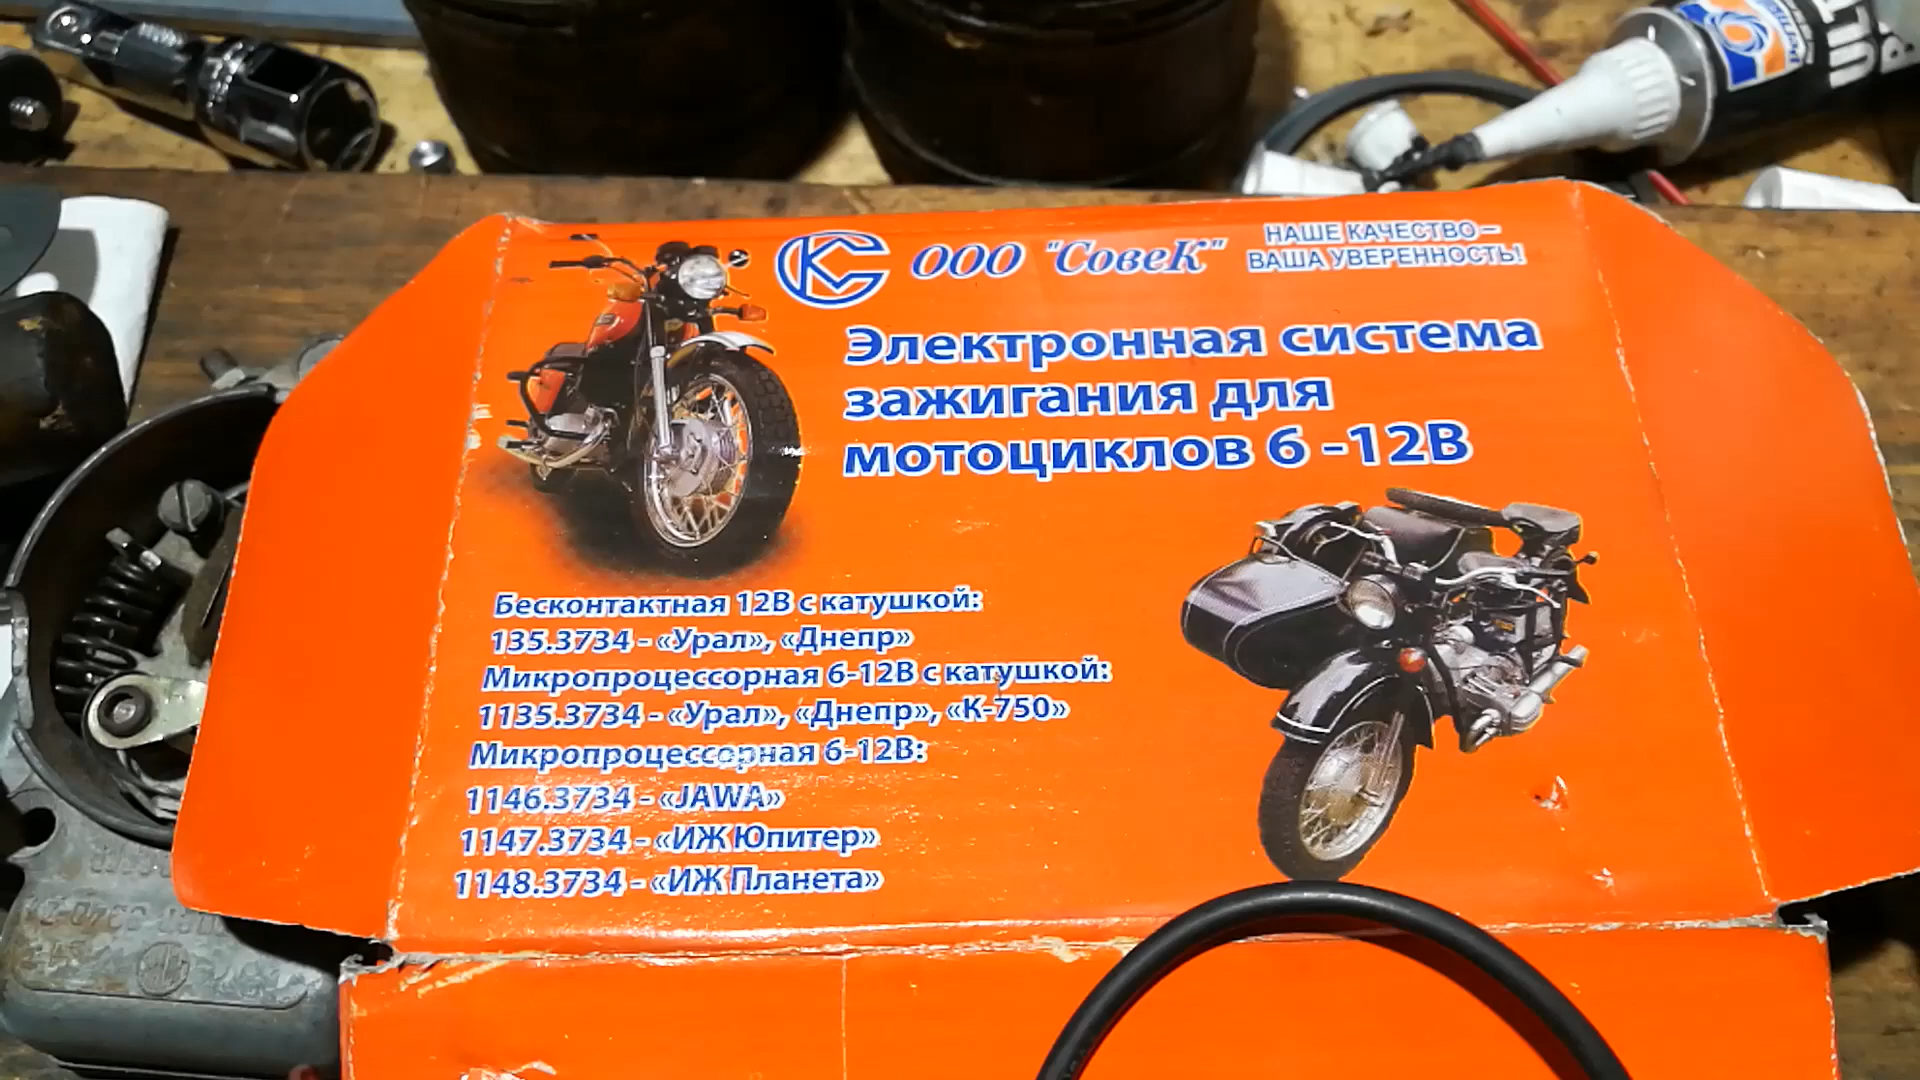 ООО "СовеК"
НАШЕ КАЧЕСТВО –
ВАША УВЕРЕННОСТЬ!
Электронная система
зажигания для
мотоциклов 6 -12В
Бесконтактная 12В с катушкой:
135.3734 - «Урал», «Днепр»
Микропроцессорная 6-12В с катушкой:
1135.3734 - «Урал», «Днепр», «К-750»
Микропроцессорная 6-12В:
1146.3734 - «JAWA»
1147.3734 - «ИЖ Юпитер»
1148.3734 - «ИЖ Планета»